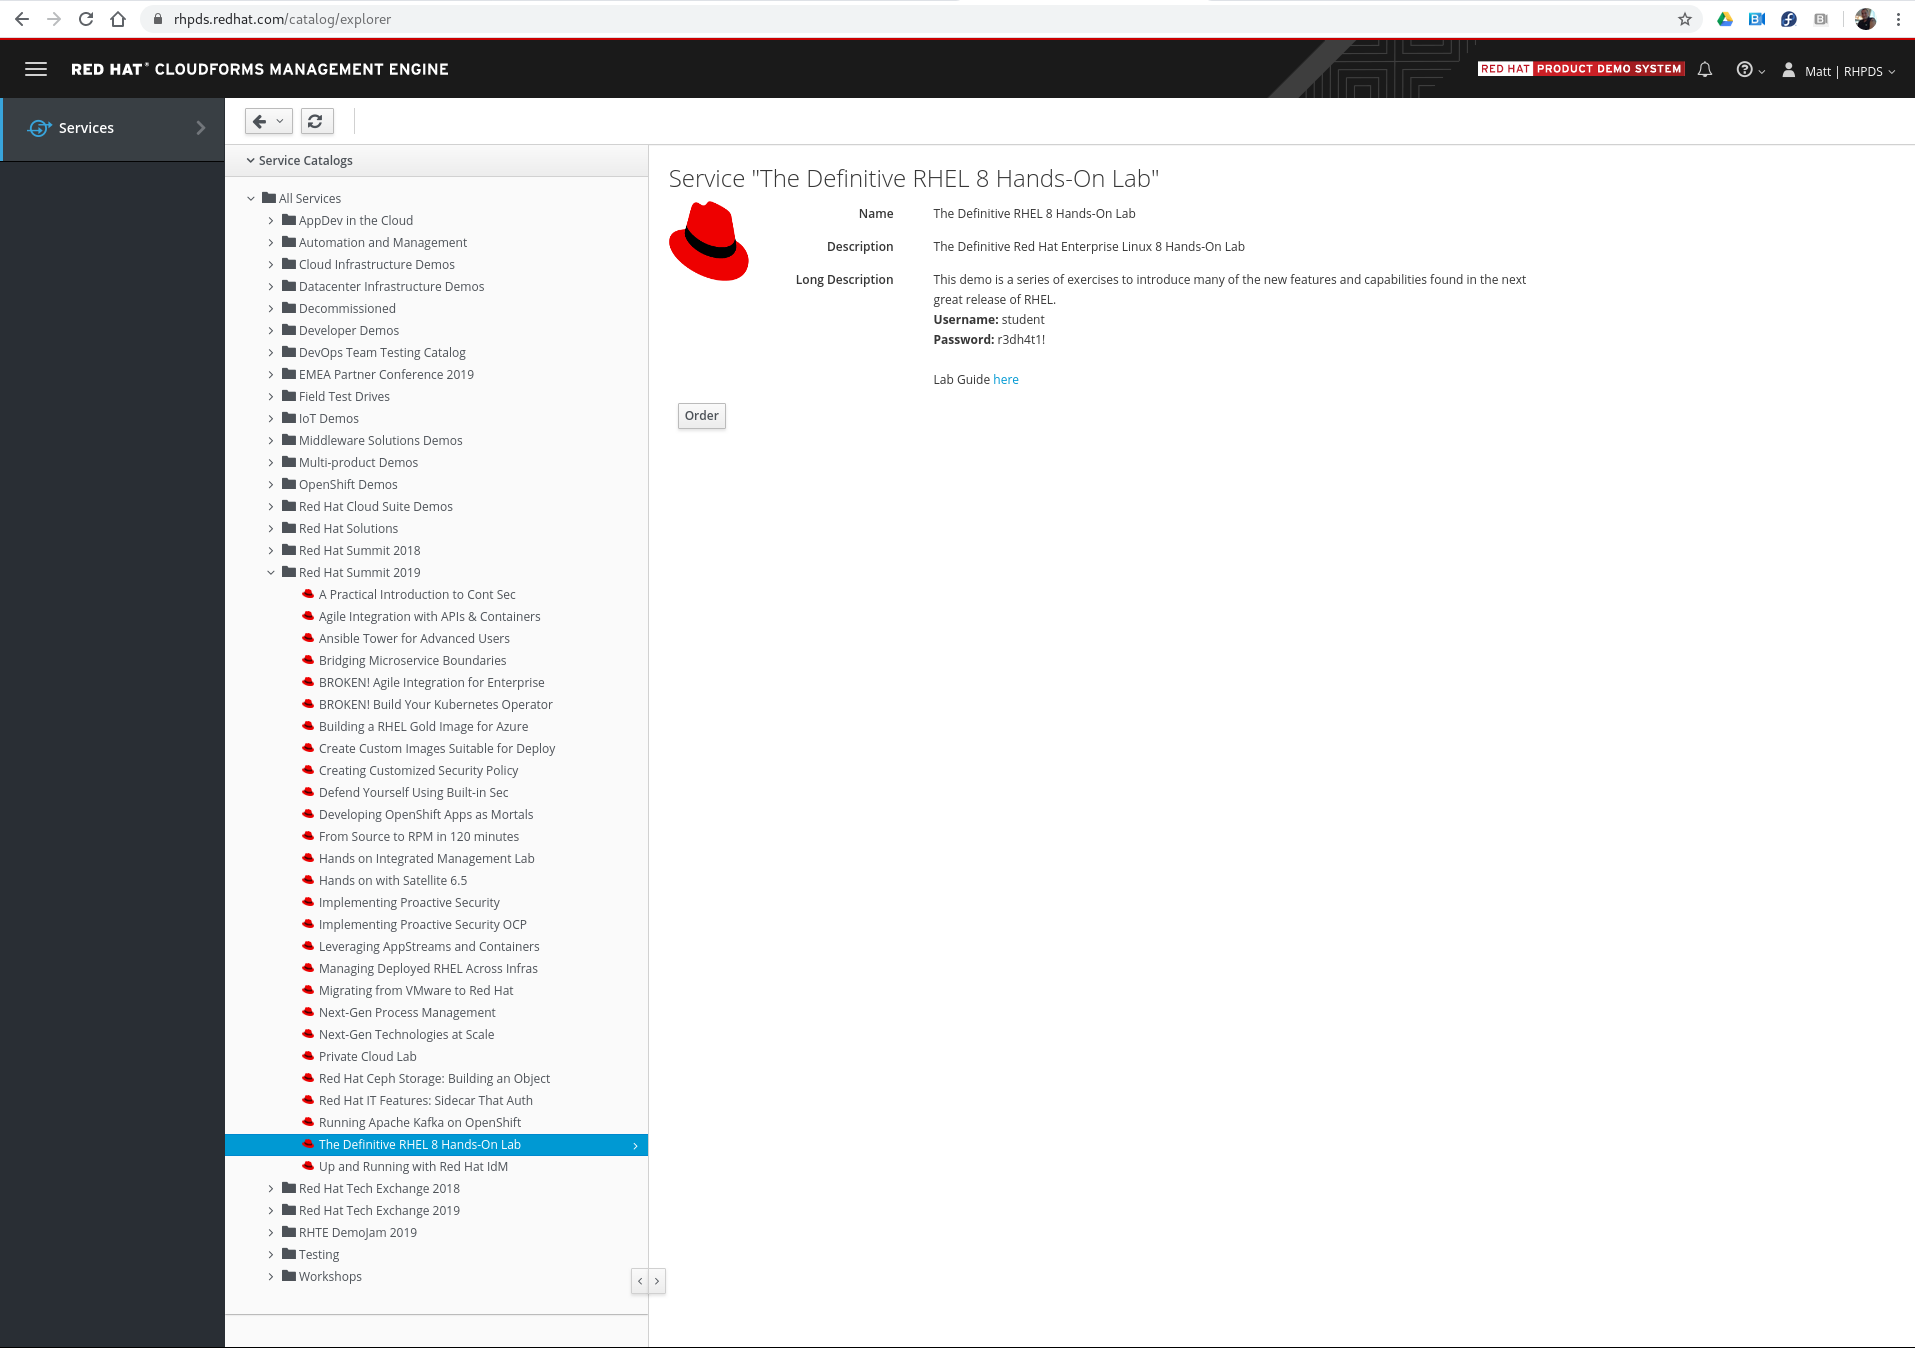 rhpds.redhat.com/catalog/explorer
RED HAT® CLOUDFORMS MANAGEMENT ENGINE
RED HAT PRODUCT DEMO SYSTEM
Matt | RHPDS
Services
Service Catalogs
All Services
AppDev in the Cloud
Automation and Management
Cloud Infrastructure Demos
Datacenter Infrastructure Demos
Decommissioned
Developer Demos
DevOps Team Testing Catalog
EMEA Partner Conference 2019
Field Test Drives
IoT Demos
Middleware Solutions Demos
Multi-product Demos
OpenShift Demos
Red Hat Cloud Suite Demos
Red Hat Solutions
Red Hat Summit 2018
Red Hat Summit 2019
A Practical Introduction to Cont Sec
Agile Integration with APIs & Containers
Ansible Tower for Advanced Users
Bridging Microservice Boundaries
BROKEN! Agile Integration for Enterprise
BROKEN! Build Your Kubernetes Operator
Building a RHEL Gold Image for Azure
Create Custom Images Suitable for Deploy
Creating Customized Security Policy
Defend Yourself Using Built-in Sec
Developing OpenShift Apps as Mortals
From Source to RPM in 120 minutes
Hands on Integrated Management Lab
Hands on with Satellite 6.5
Implementing Proactive Security
Implementing Proactive Security OCP
Leveraging AppStreams and Containers
Managing Deployed RHEL Across Infras
Migrating from VMware to Red Hat
Next-Gen Process Management
Next-Gen Technologies at Scale
Private Cloud Lab
Red Hat Ceph Storage: Building an Object
Red Hat IT Features: Sidecar That Auth
Running Apache Kafka on OpenShift
The Definitive RHEL 8 Hands-On Lab
Up and Running with Red Hat IdM
Red Hat Tech Exchange 2018
Red Hat Tech Exchange 2019
RHTE DemoJam 2019
Testing
Workshops
Service "The Definitive RHEL 8 Hands-On Lab"
Name The Definitive RHEL 8 Hands-On Lab
Description The Definitive Red Hat Enterprise Linux 8 Hands-On Lab
Long Description This demo is a series of exercises to introduce many of the new features and capabilities found in the next
great release of RHEL.
Username: student
Password: r3dh4t1!
Lab Guide here
Order